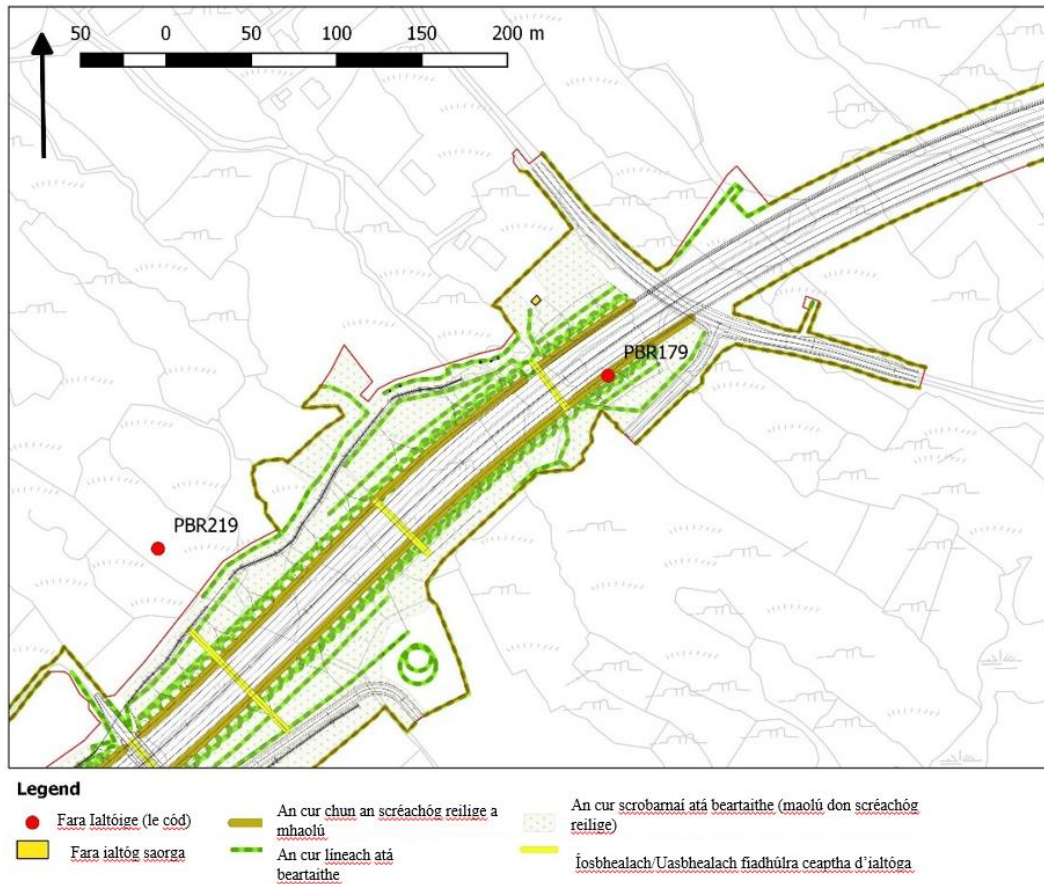 50 0 50 100 150 200 m
PBR179
PBR219
Legend
Fara Ialtóige (le cód)
Fara ialtóg saorga
An cur chun an scréachóg reilige a
mhaolú
An cur líneach atá
beartaithe
An cur scrobarnaí atá beartaithe (maolú don scréachóg
reilige)
Íosbhealach/Uasbhealach fiadhúlra ceaptha d'ialtóga